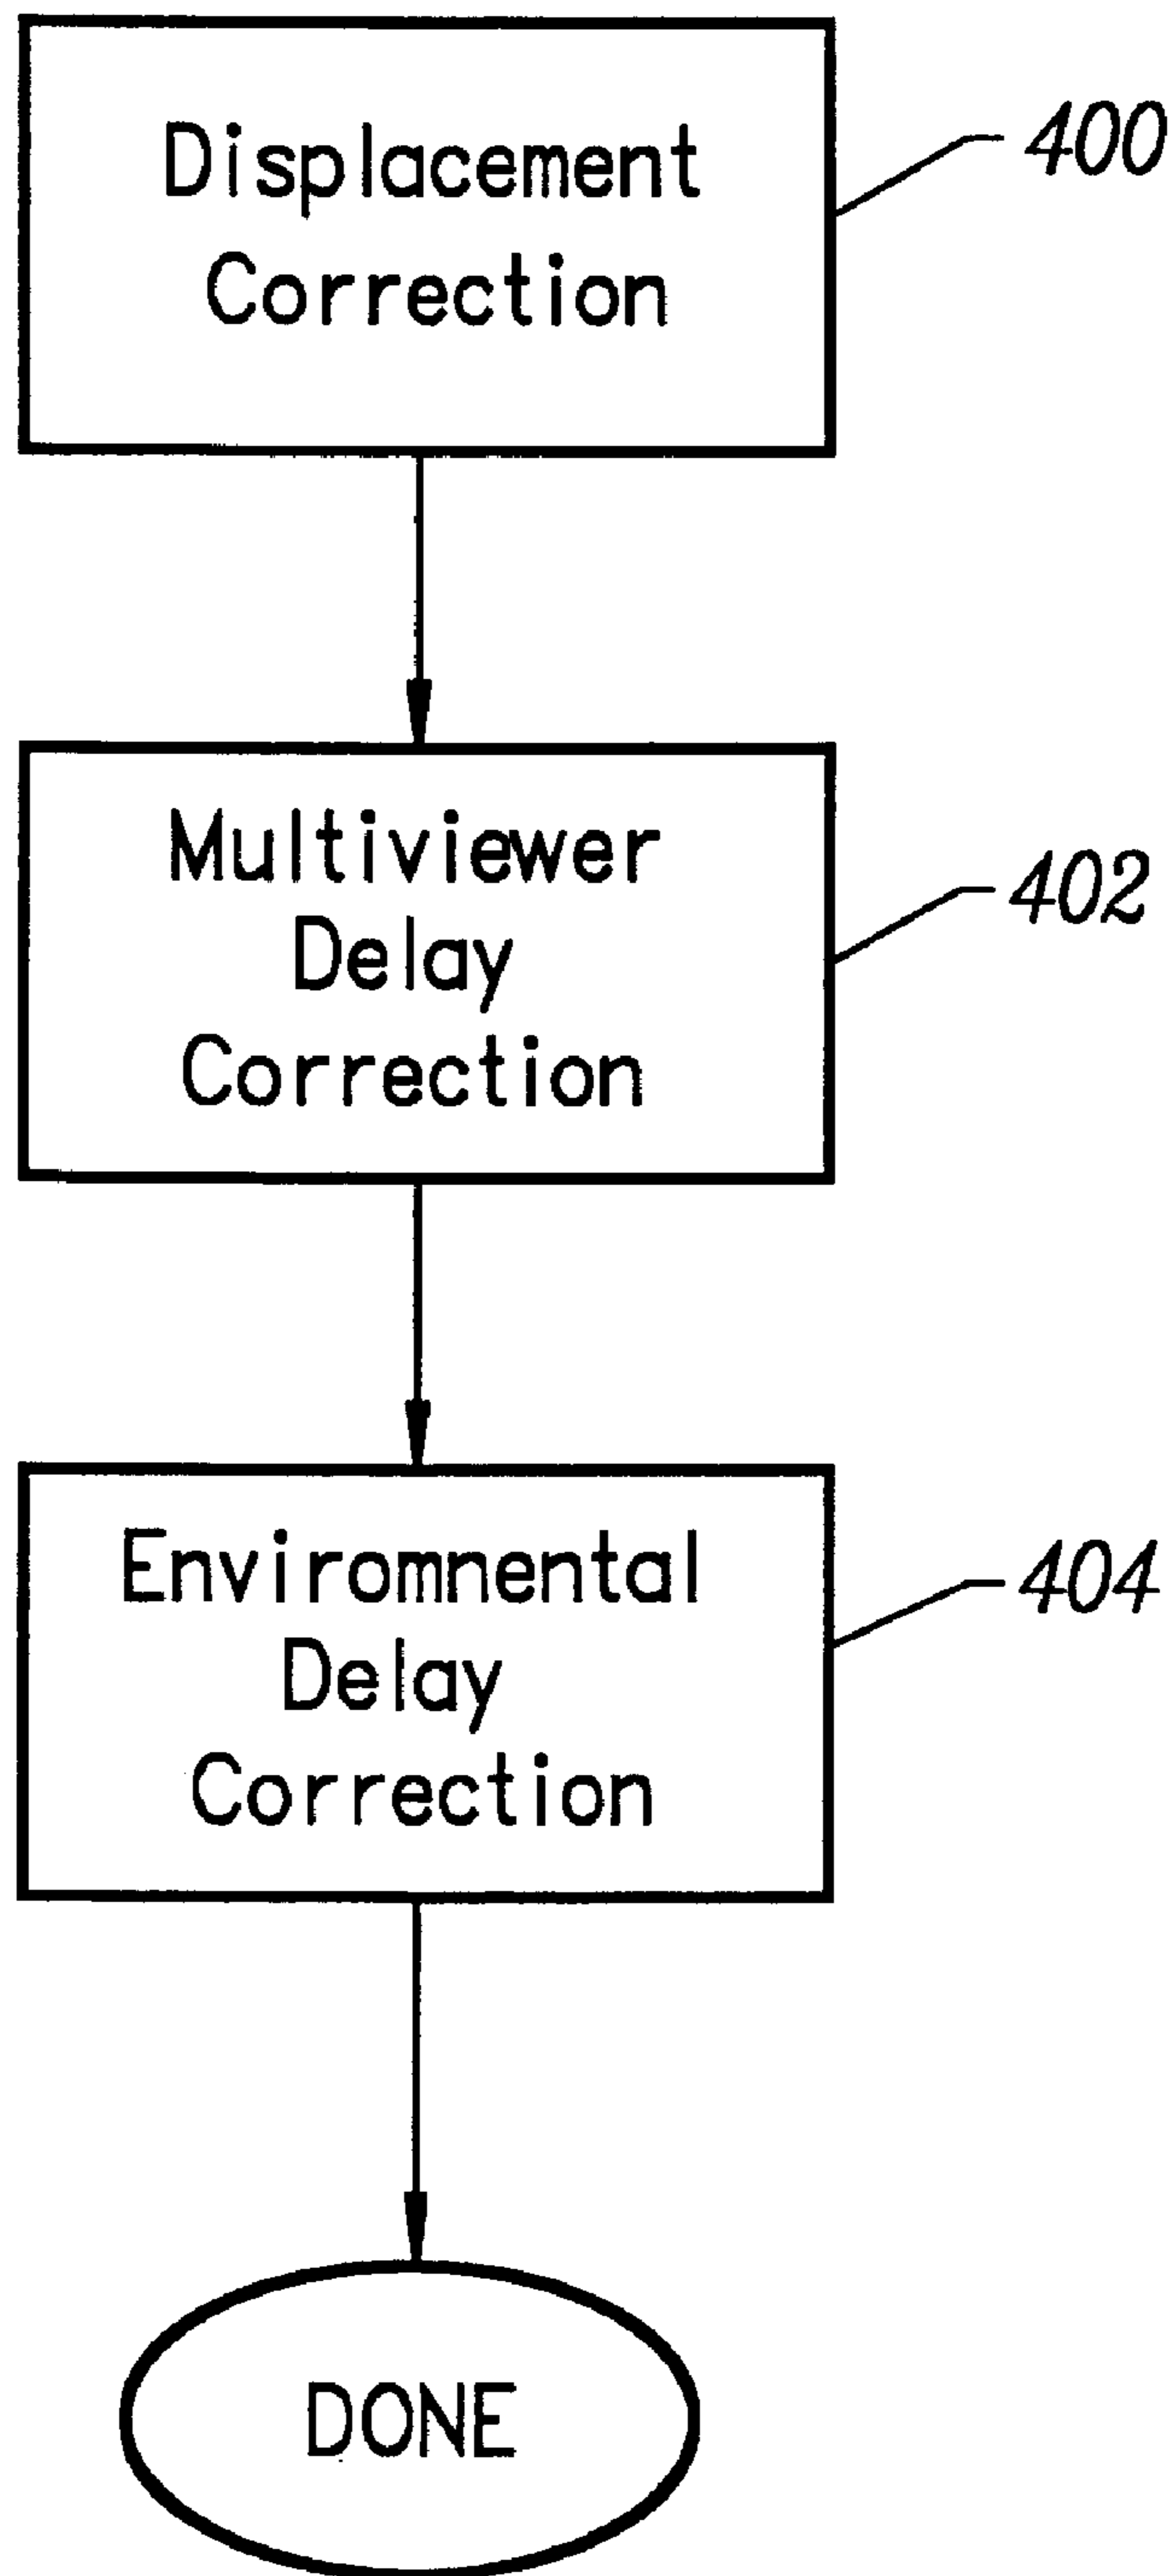 Displacement
Correction
400
Multiviewer
Delay
Correction
402
Enviromnental
Delay
Correction
404
DONE